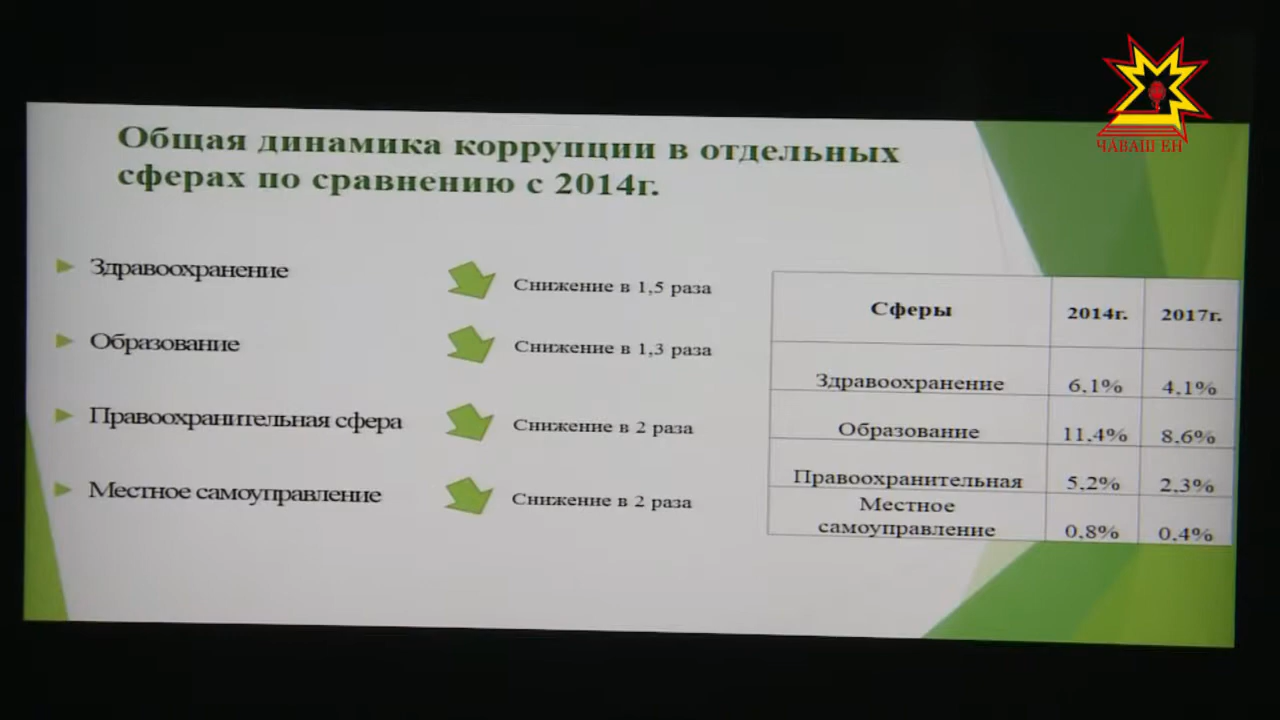 ЧӐВАШ ЕН
Общая динамика коррупции в отдельных
сферах по сравнению с 2014г.
Здравоохранение
Снижение в 1,5 раза
Образование
Снижение в 1,3 раза
Правоохранительная сфера
Снижение в 2 раза
Местное самоуправление
Снижение в 2 раза
Сферы 2014г. 2017г.
Здравоохранение 6,1% 4,1%
Образование 11,4% 8,6%
Правоохранительная 5,2% 2,3%
Местное
самоуправление 0,8% 0,4%